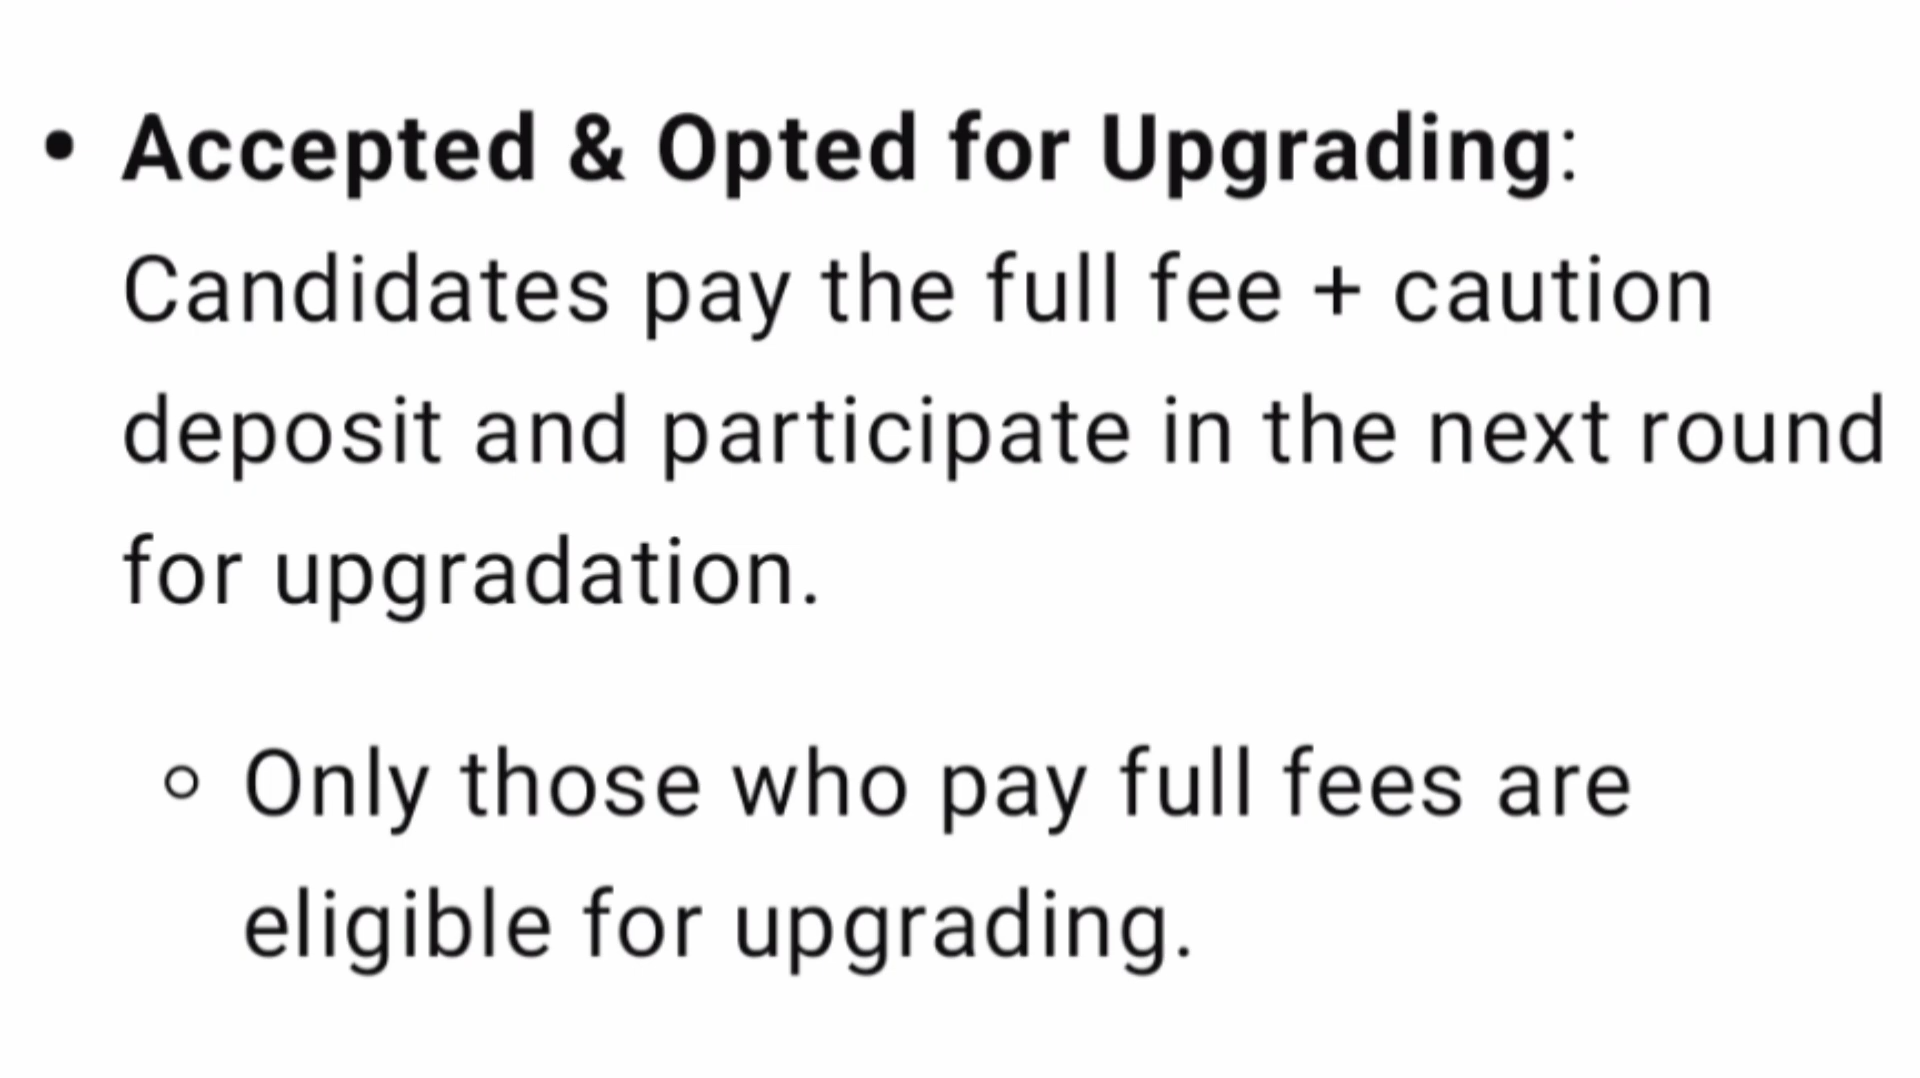 • Accepted & Opted for Upgrading:
Candidates pay the full fee + caution
deposit and participate in the next round
for upgradation.
○ Only those who pay full fees are
eligible for upgrading.